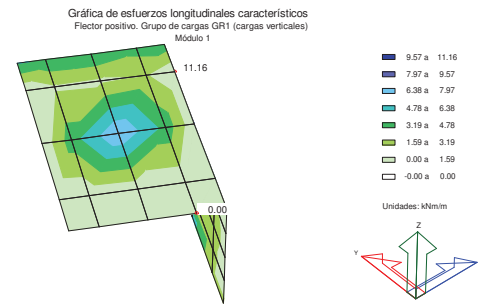 Gráfica de esfuerzos longitudinales característicos
Flector positivo. Grupo de cargas GR1 (cargas verticales)
Módulo 1
11.16
0.00
9.57 a 11.16
7.97 a 9.57
6.38 a 7.97
4.78 a 6.38
3.19 a 4.78
1.59 a 3.19
0.00 a 1.59
-0.00 a 0.00
Unidades: kNm/m
Z
Y
X